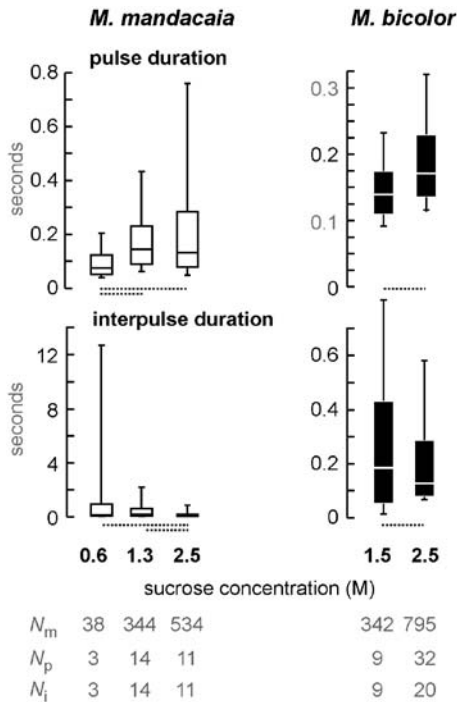 M. mandacaia M. bicolor
pulse duration
0.8
0.6
0.4
0.2
0
seconds
0.3
0.2
0.1
0
interpulse duration
12
8
4
0
seconds
0.6
0.4
0.2
0
0.6 1.3 2.5 1.5 2.5
sucrose concentration (M)
Nm 38 344 534 342 795
Np 3 14 11 9 32
Ni 3 14 11 9 20